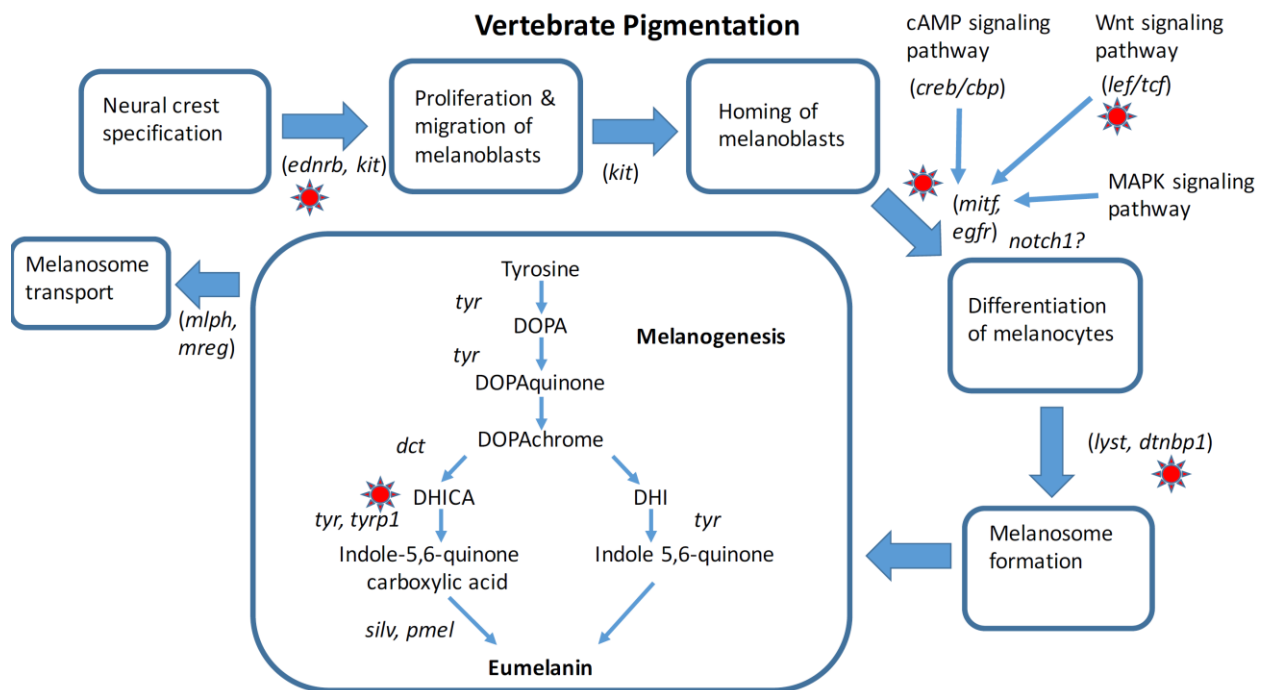 Vertebrate Pigmentation
Neural crest
specification
(ednrb, kit)
Proliferation &
migration of
melanoblasts
(kit)
Homing of
melanoblasts
cAMP signaling
pathway
(creb/cbp)
Wnt signaling
pathway
(lef/tcf)
MAPK signaling
pathway
(mitf,
egfr)
notch1?
Differentiation
of melanocytes
(lyst, dtnbp1)
Melanosome
formation
Melanogenesis
Tyrosine
tyr
DOPA
tyr
DOPAquinone
DOPAchrome
dct
DHICA
DHI
tyr, tyrp1
tyr
Indole-5,6-quinone
carboxylic acid
Indole 5,6-quinone
silv, pmel
Eumelanin
(mlph,
mreg)
Melanosome
transport